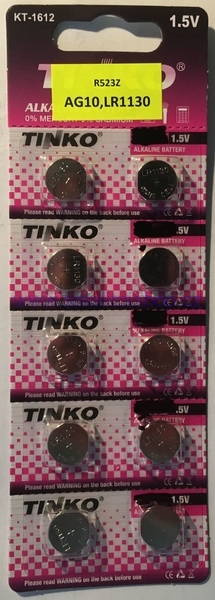 KT-1612 1.5V
TINKO
R523Z
AG10,LR1130
ALKA
0% ME
TINKO
ALKALINE BATTERY
Please read WARNING on the back before use
TINKO .5V
ALKALINE BATTERY
LR1130
Please read WARNING on the back before use
TINKO 1.5V
ALKALINE BATTERY
Please read WARNING on the back before use
TINKO 1.5V
ALKALINE BATTERY
Please read WARNING on the back before use
TINKO 1.5V
ALKALINE BATTERY
Please read WARNING on the back before use